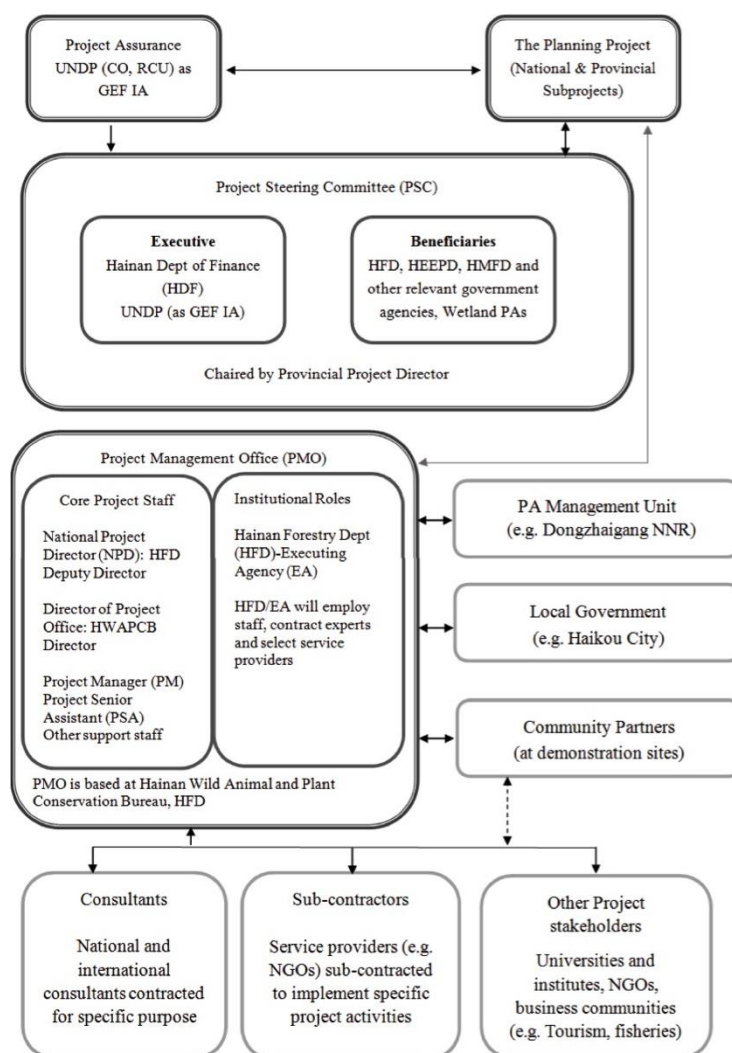 Project Assurance
UNDP (CO, RCU) as
GEF IA
The Planning Project
(National & Provincial
Subprojects)
Project Steering Committee (PSC)
Executive
Hainan Dept of Finance
(HDF)
UNDP (as GEF IA)
Beneficiaries
HFD, HEEPD, HMFD and
other relevant government
agencies, Wetland PAs
Chaired by Provincial Project Director
Project Management Office (PMO)
Core Project Staff
National Project
Director (NPD): HFD
Deputy Director
Director of Project
Office: HWAPCB
Director
Project Manager (PM)
Project Senior
Assistant (PSA)
Other support staff
Institutional Roles
Hainan Forestry Dept
(HFD)-Executing
Agency (EA)
HFD/EA will employ
staff, contract experts
and select service
providers
PMO is based at Hainan Wild Animal and Plant
Conservation Bureau, HFD
PA Management Unit
(e.g. Dongzhaigang NNR)
Local Government
(e.g. Haikou City)
Community Partners
(at demonstration sites)
Consultants
National and
international
consultants contracted
for specific purpose
Sub-contractors
Service providers (e.g.
NGOs) sub-contracted
to implement specific
project activities
Other Project
stakeholders
Universities and
institutes, NGOs,
business communities
(e.g. Tourism, fisheries)